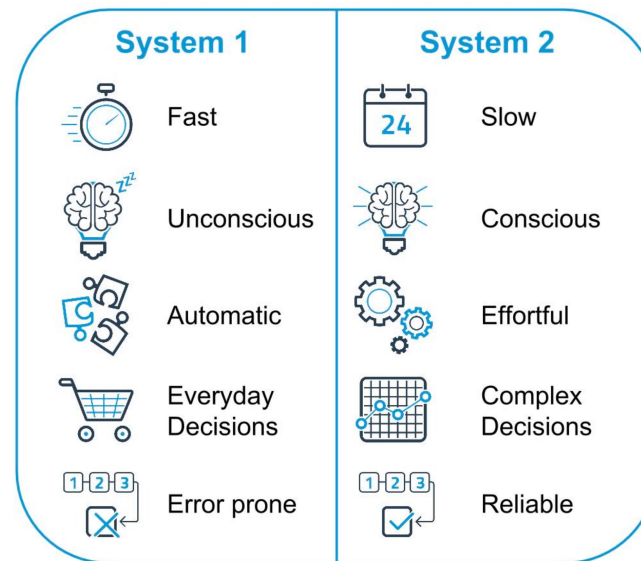 System 1
System 2
Fast
24
Slow
zzz
Unconscious
Conscious
Automatic
Effortful
Everyday
Decisions
Complex
Decisions
1 2 3
Error prone
1 2 3
Reliable